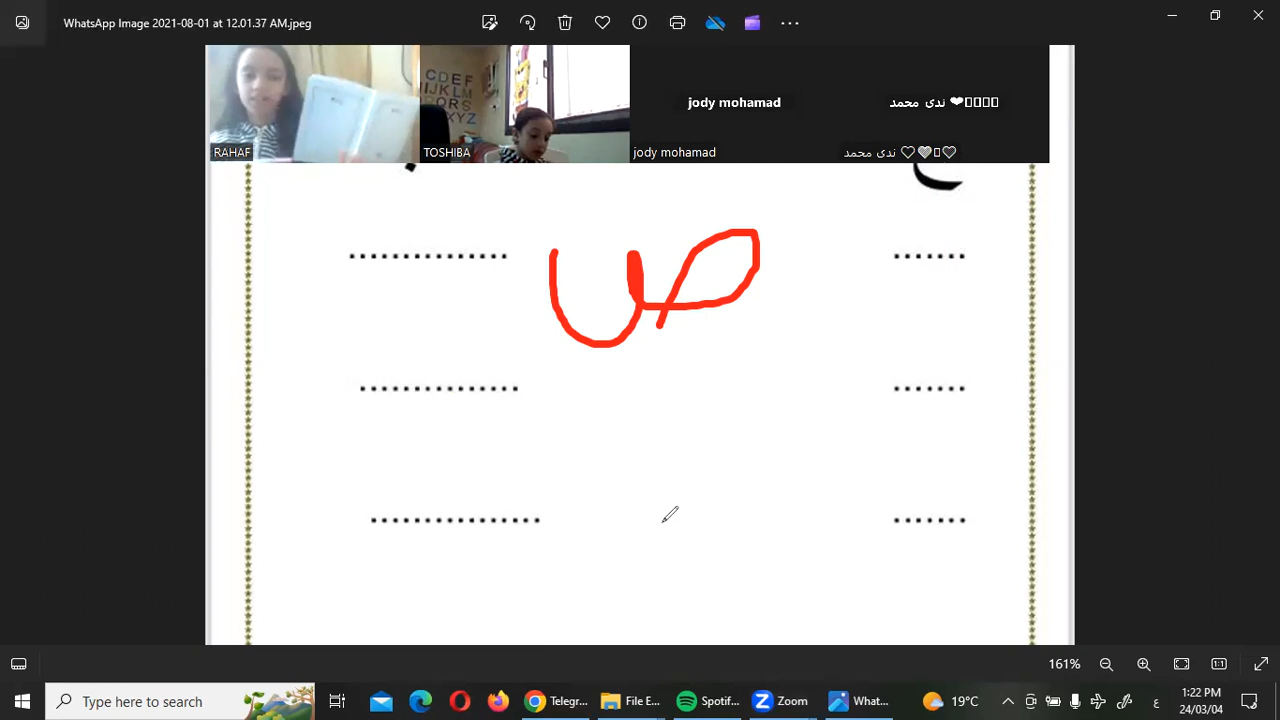 WhatsApp Image 2021-08-01 at 12.01.37 AM.jpeg
RAHAF
TOSHIBA
jody mohamad
jody mohamad
ندى محمد ❤
ندى محمد
ص
161%
Type here to search
Telegr...
File E...
Spotif...
Zoom
What...
19°C
ع
1:22 PM
24/03/04